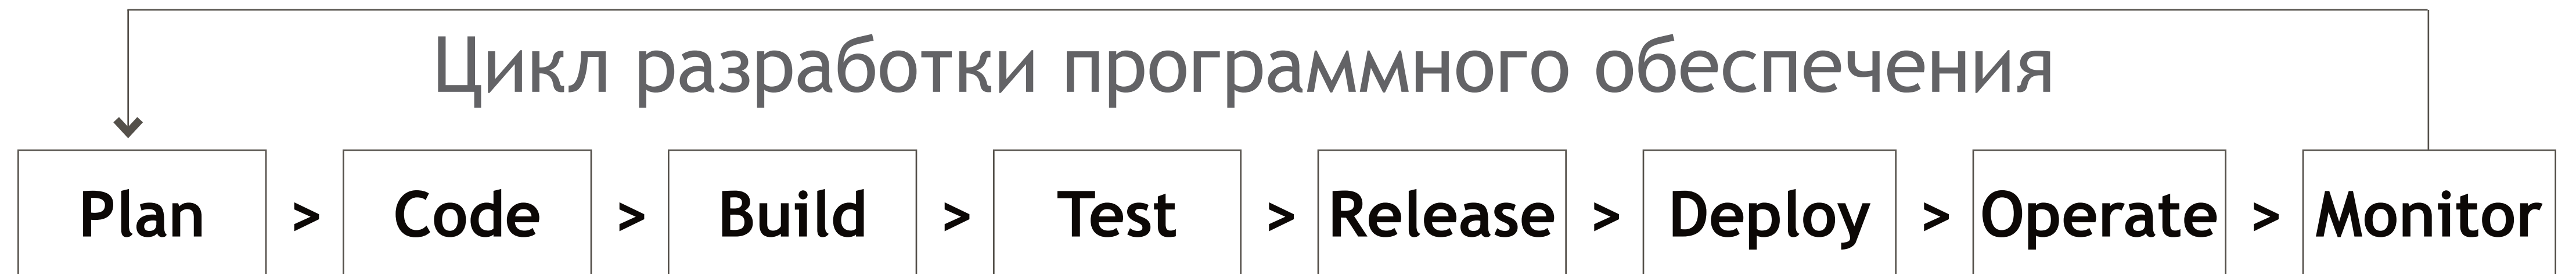 Цикл разработки программного обеспечения
Plan > Code > Build > Test > Release > Deploy > Operate > Monitor